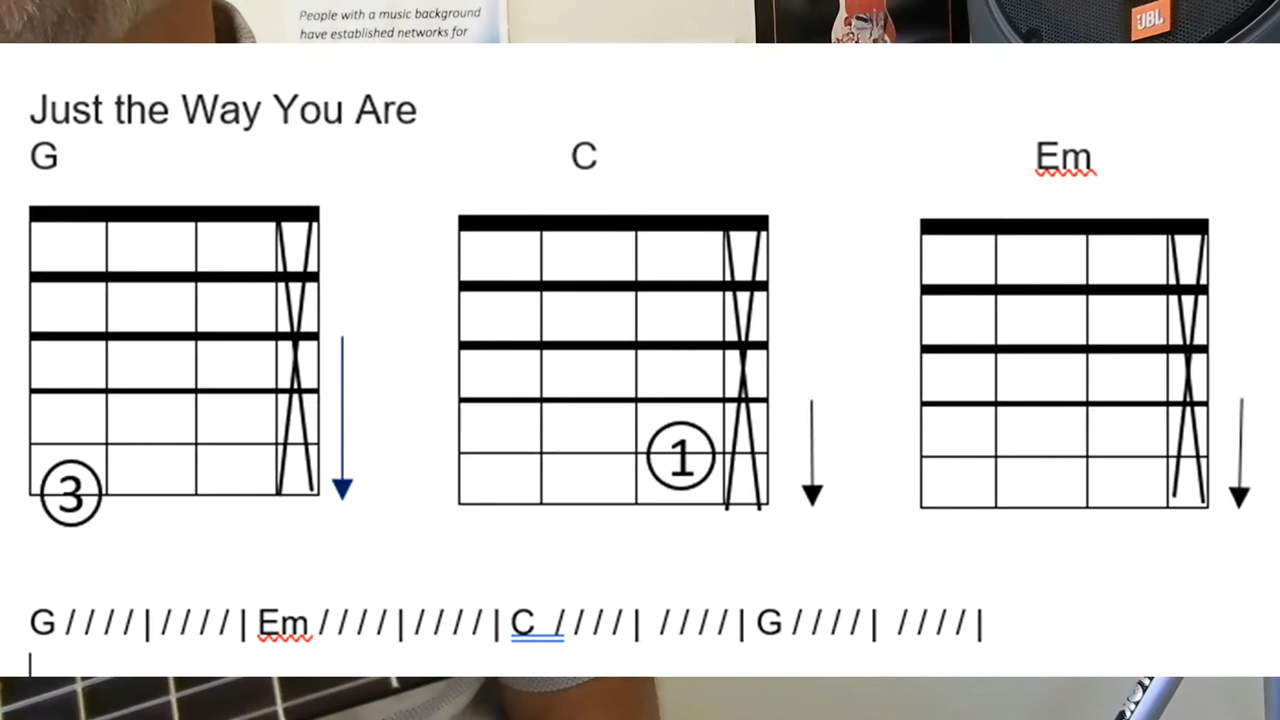 People with a music background
have established networks for
JBL
Just the Way You Are
G C Em
3 1
G / / / / | / / / / | Em / / / / | / / / / | C / / / / | / / / / | G / / / / | / / / / |